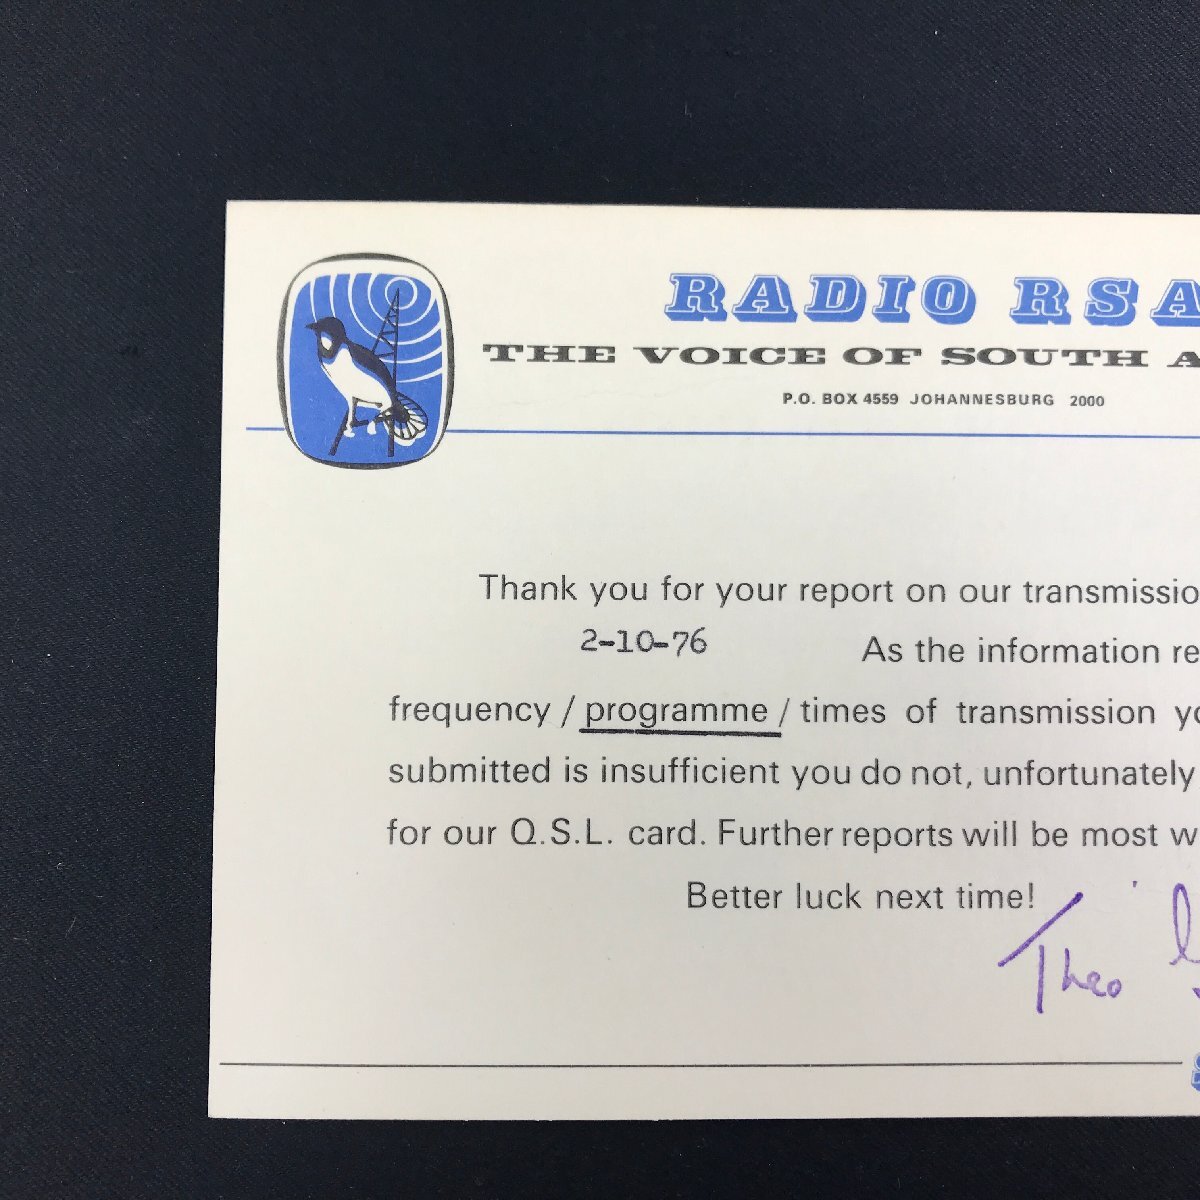 RADIO RSA
THE VOICE OF SOUTH A
P.O. BOX 4559 JOHANNESBURG 2000
Thank you for your report on our transmissio
2-10-76 As the information re
frequency / programme / times of transmission yo
submitted is insufficient you do not, unfortunately
for our Q.S.L. card. Further reports will be most w
Better luck next time!
Theo